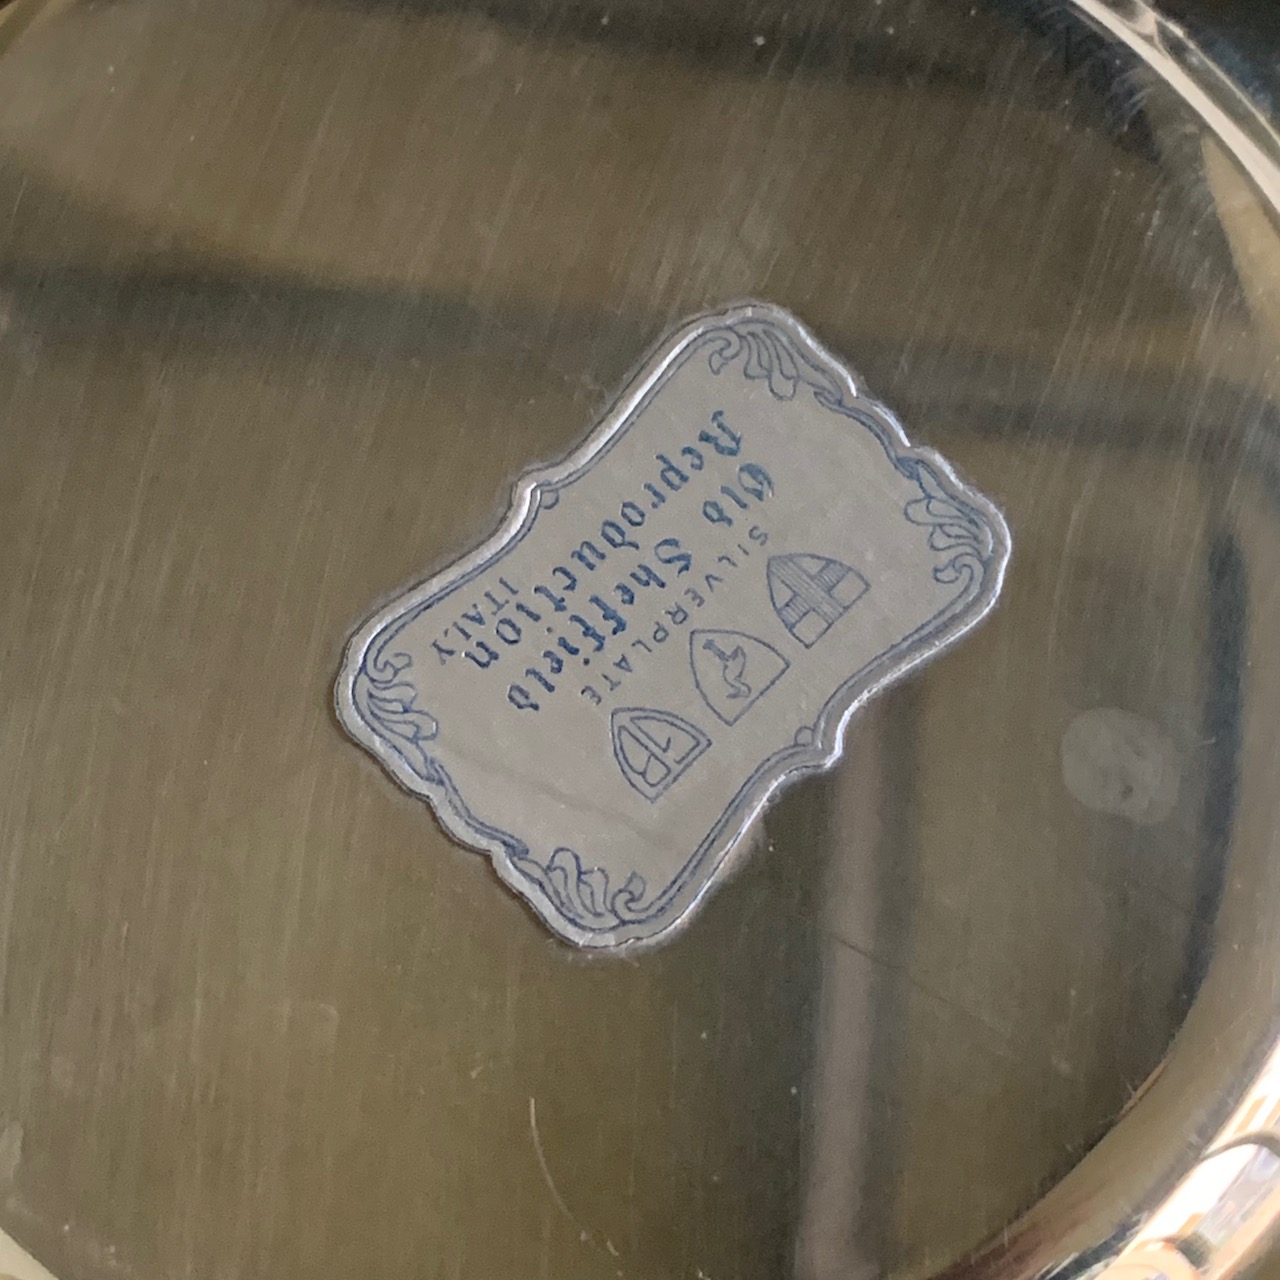 SILVERPLATE
Old Sheffield
Reproduction
ITALY